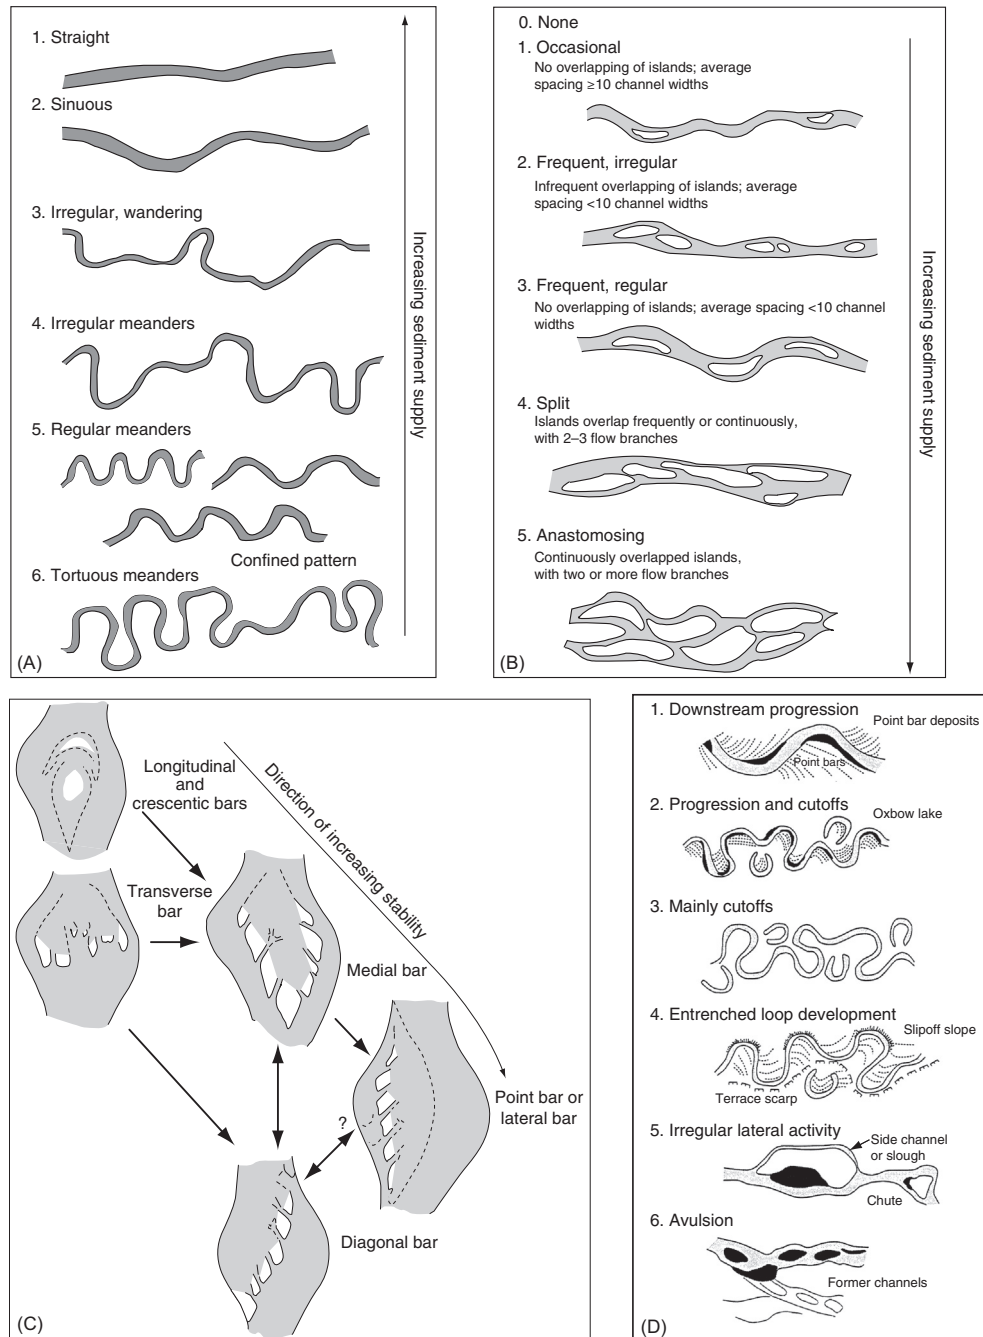 1. Straight
2. Sinuous
3. Irregular, wandering
4. Irregular meanders
5. Regular meanders
Confined pattern
6. Tortuous meanders
Increasing sediment supply
(A)
0. None
1. Occasional
No overlapping of islands; average
spacing ≥10 channel widths
2. Frequent, irregular
Infrequent overlapping of islands; average
spacing <10 channel widths
3. Frequent, regular
No overlapping of islands; average spacing <10 channel
widths
4. Split
Islands overlap frequently or continuously,
with 2–3 flow branches
5. Anastomosing
Continuously overlapped islands,
with two or more flow branches
Increasing sediment supply
(B)
Longitudinal
and
crescentic bars
Direction of increasing stability
Transverse
bar
Medial bar
Point bar or
lateral bar
?
Diagonal bar
(C)
1. Downstream progression
Point bar deposits
Point bars
2. Progression and cutoffs
Oxbow lake
3. Mainly cutoffs
4. Entrenched loop development
Slipoff slope
Terrace scarp
5. Irregular lateral activity
Side channel
or slough
Chute
6. Avulsion
Former channels
(D)